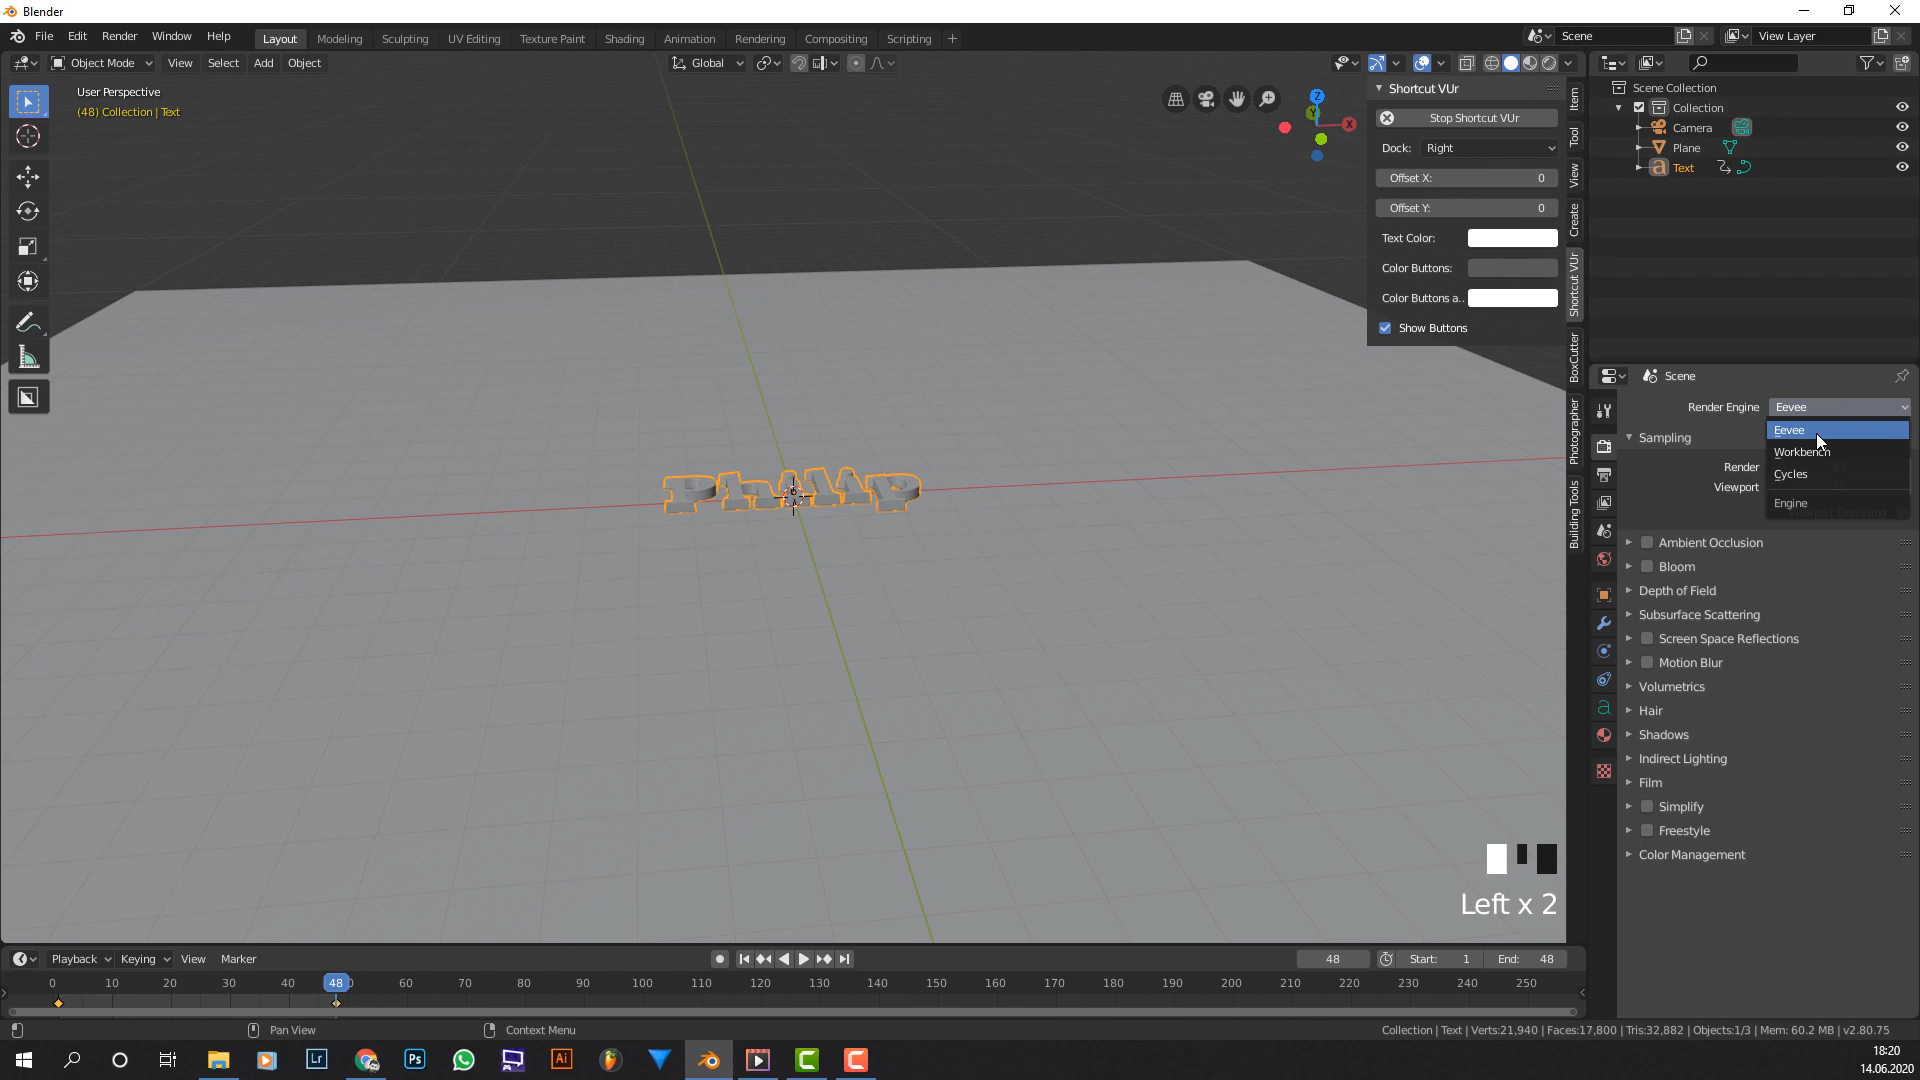 Blender
File Edit Render Window Help
Layout Modeling Sculpting UV Editing Texture Paint Shading Animation Rendering Compositing Scripting +
Scene
View Layer
Object Mode View Select Add Object
Global
User Perspective
(48) Collection | Text
Z
X
Shortcut VUr
Stop Shortcut VUr
Dock: Right
Offset X: 0
Offset Y: 0
Text Color:
Color Buttons:
Color Buttons a..
Show Buttons
Item
Tool
View
Create
Shortcut VUr
BoxCutter
Photographer
Building Tools
Scene Collection
Collection
Camera
Plane
Text
Scene
Render Engine Eevee
Eevee
Workbench
Cycles
Engine
Sampling
Render
Viewport
Ambient Occlusion
Bloom
Depth of Field
Subsurface Scattering
Screen Space Reflections
Motion Blur
Volumetrics
Hair
Shadows
Indirect Lighting
Film
Simplify
Freestyle
Color Management
Left x 2
Playback Keying View Marker
48
Start: 1
End: 48
0 10 20 30 40 48 60 70 80 90 100 110 120 130 140 150 160 170 180 190 200 210 220 230 240 250
Pan View
Context Menu
Collection | Text | Verts:21,940 | Faces:17,800 | Tris:32,882 | Objects:1/3 | Mem: 60.2 MB | v2.80.75
Lr
Ps
Ai
18:20
14.06.2020